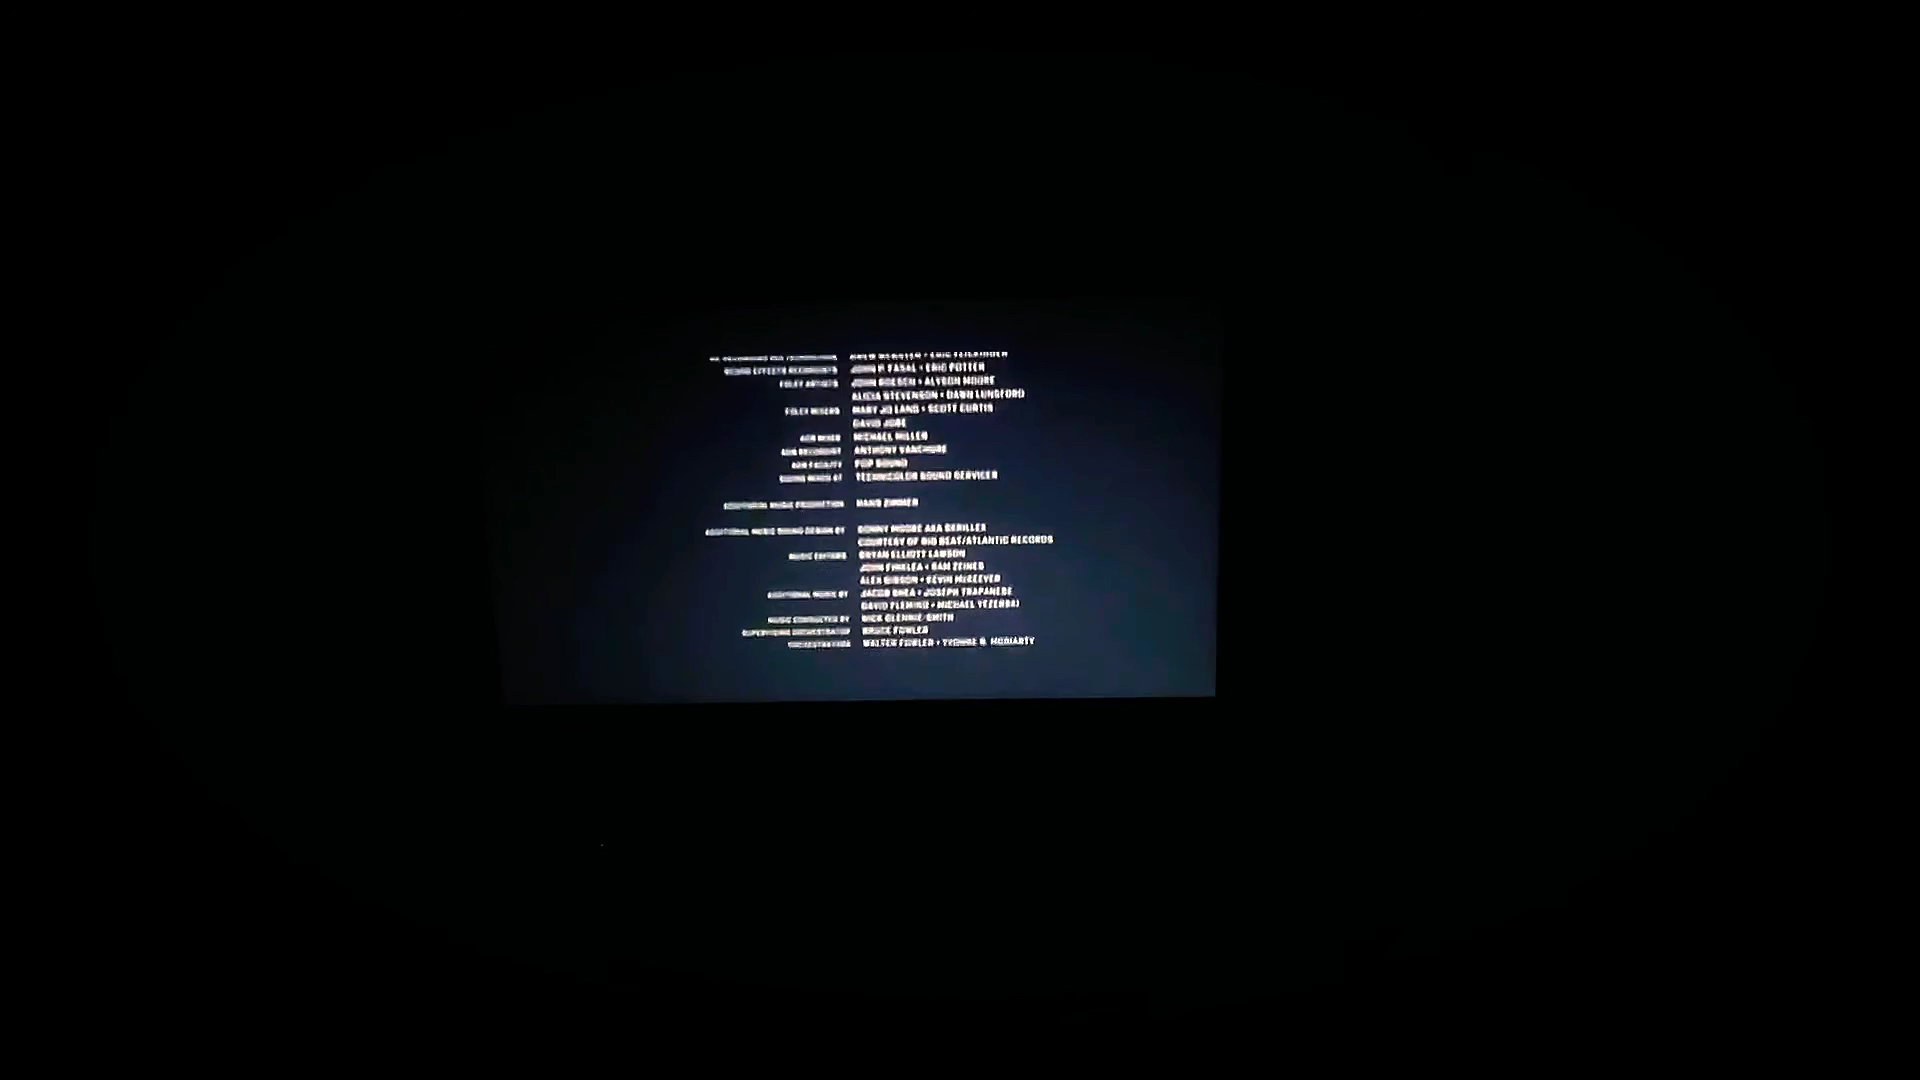 SOUND EFFECTS RECORDISTS JOHN P. FASAL • ERIC POTTER
FOLEY ARTISTS JOHN ROESCH • ALYSON MOORE
ALICIA STEVENSON • DAWN LUNSFORD
FOLEY MIXERS MARY JO LANG • SCOTT CURTIS
DAVID JOBE
ADR MIXER MICHAEL MILLER
ADR RECORDIST ANTHONY
ADR FACILITY POP SOUND
SOUND MIXED AT TECHNICOLOR SOUND SERVICES
ADDITIONAL MUSIC PRODUCTION HANS ZIMMER
ADDITIONAL MUSIC SOUND DESIGN BY SONNY MOORE AKA SKRILLEX
COURTESY OF BIG BEAT/ATLANTIC RECORDS
MUSIC EDITORS BRYAN ELLIOTT LAWSON
JOHN FINKLEA • SAM ZEINES
ALEX GIBSON • KEVIN McKEEVER
ADDITIONAL MUSIC BY JACOB SHEA • JOSEPH TRAPANESE
DAVID FLEMING • MICHAEL YEZERSKI
MUSIC CONDUCTED BY NICK GLENNIE-SMITH
SUPERVISING ORCHESTRATOR BRUCE FOWLER
ORCHESTRATORS WALTER FOWLER • YVONNE S. MORIARTY